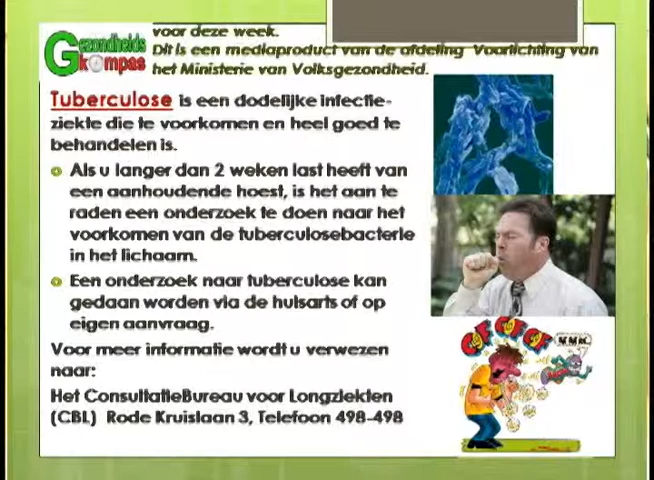 Gezondheids
kompas
voor deze week.
Dit is een mediaproduct van de afdeling Voorlichting van
het Ministerie van Volksgezondheid.
Tuberculose is een dodelijke infectie-
ziekte die te voorkomen en heel goed te
behandelen is.
Als u langer dan 2 weken last heeft van
een aanhoudende hoest, is het aan te
raden een onderzoek te doen naar het
voorkomen van de tuberculosebacterie
in het lichaam.
Een onderzoek naar tuberculose kan
gedaan worden via de huisarts of op
eigen aanvraag.
Voor meer informatie wordt u verwezen
naar:
Het ConsultatieBureau voor Longziekten
(CBL) Rode Kruislaan 3, Telefoon 498-498